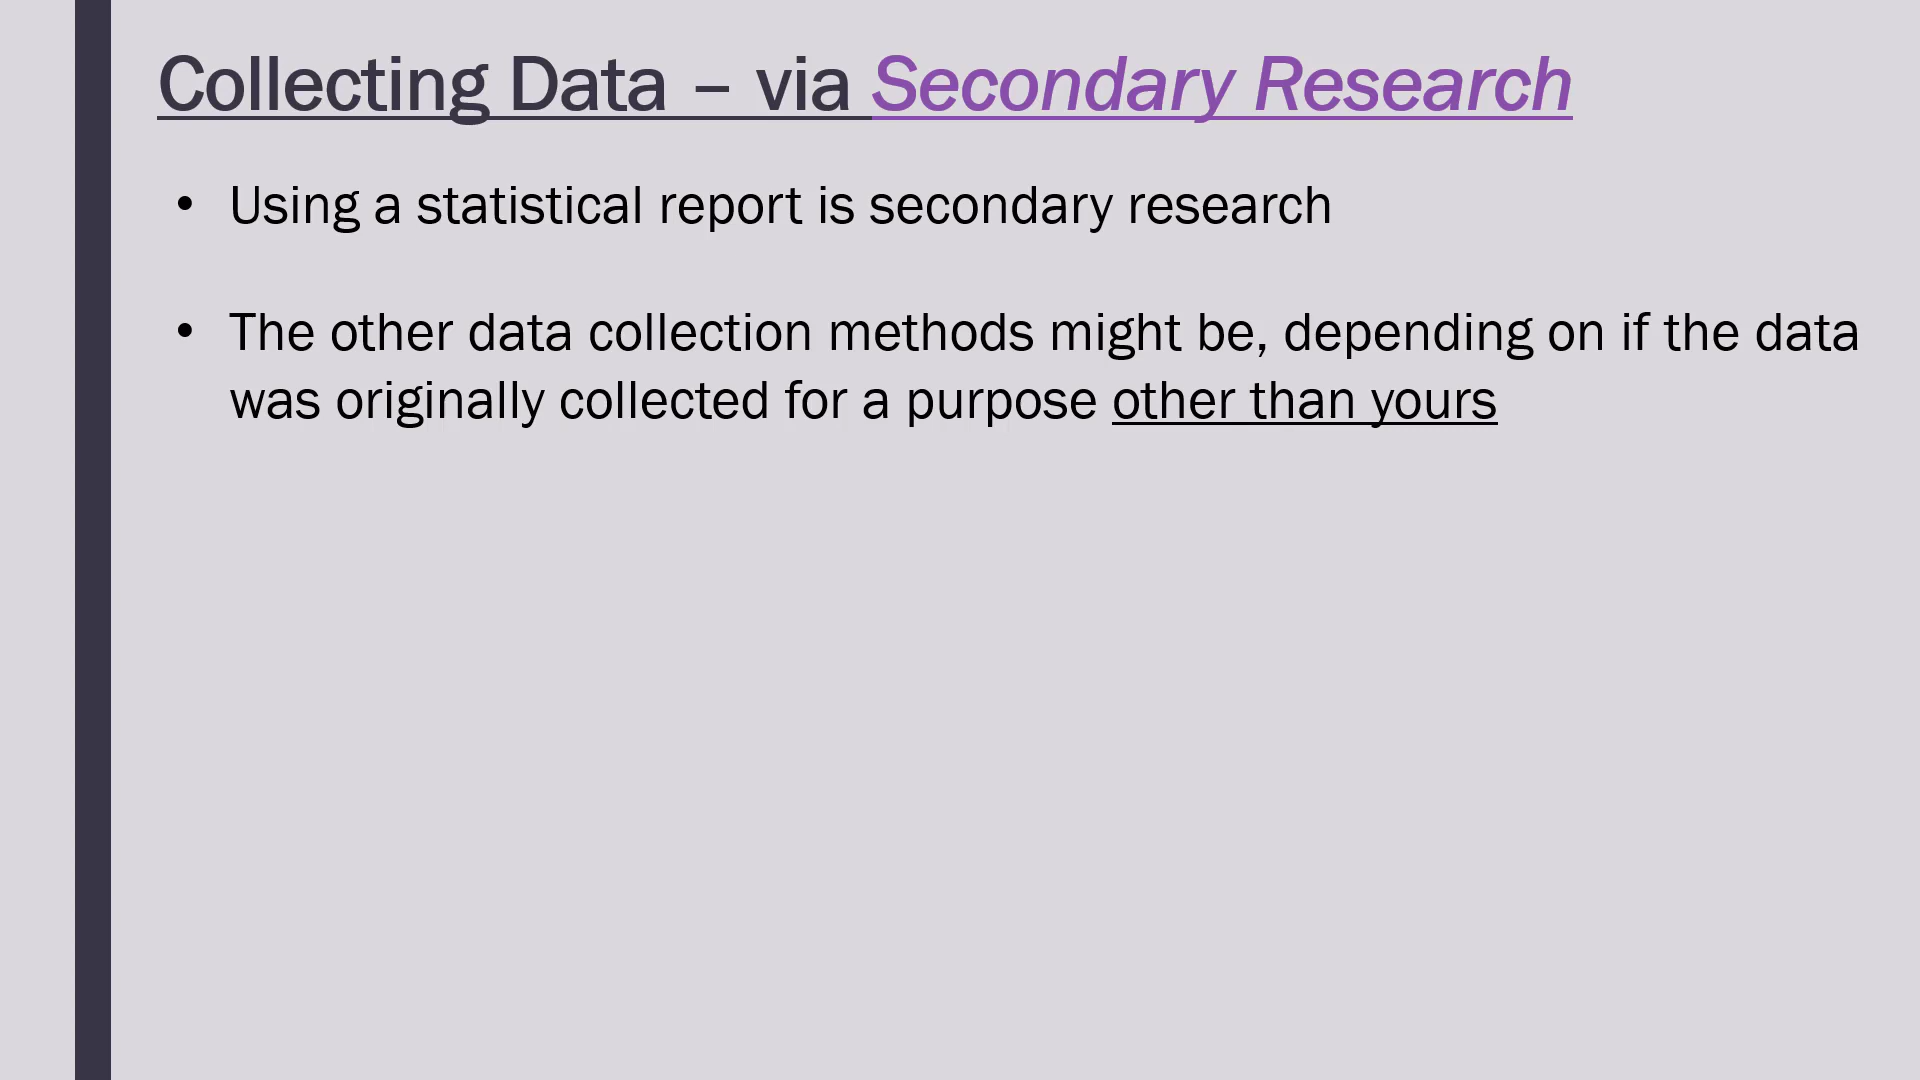 Collecting Data – via Secondary Research
• Using a statistical report is secondary research
• The other data collection methods might be, depending on if the data
was originally collected for a purpose other than yours